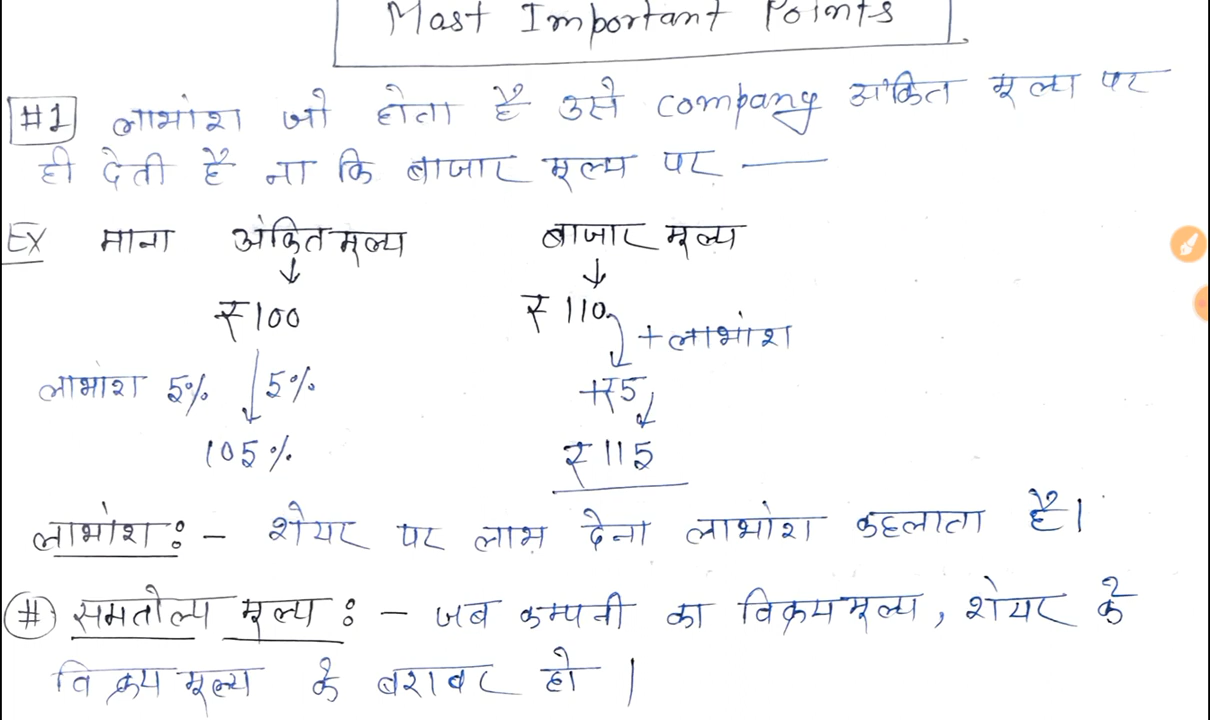 Most Important Points
#1 लाभांश जो होता है उसे company अंकित मूल्य पर
ही देती है ना कि बाजार मूल्य पर —
EX माना अंकित मूल्य बाजार मूल्य
↓ ↓
₹100 ₹110
+लाभांश
लाभांश 5% 5% +₹5
105% ₹115
लाभांश:- शेयर पर लाभ देना लाभांश कहलाता है।
# समतोल्य मूल्य:- जब कम्पनी का विक्रय मूल्य, शेयर के
विक्रय मूल्य के बराबर हो।